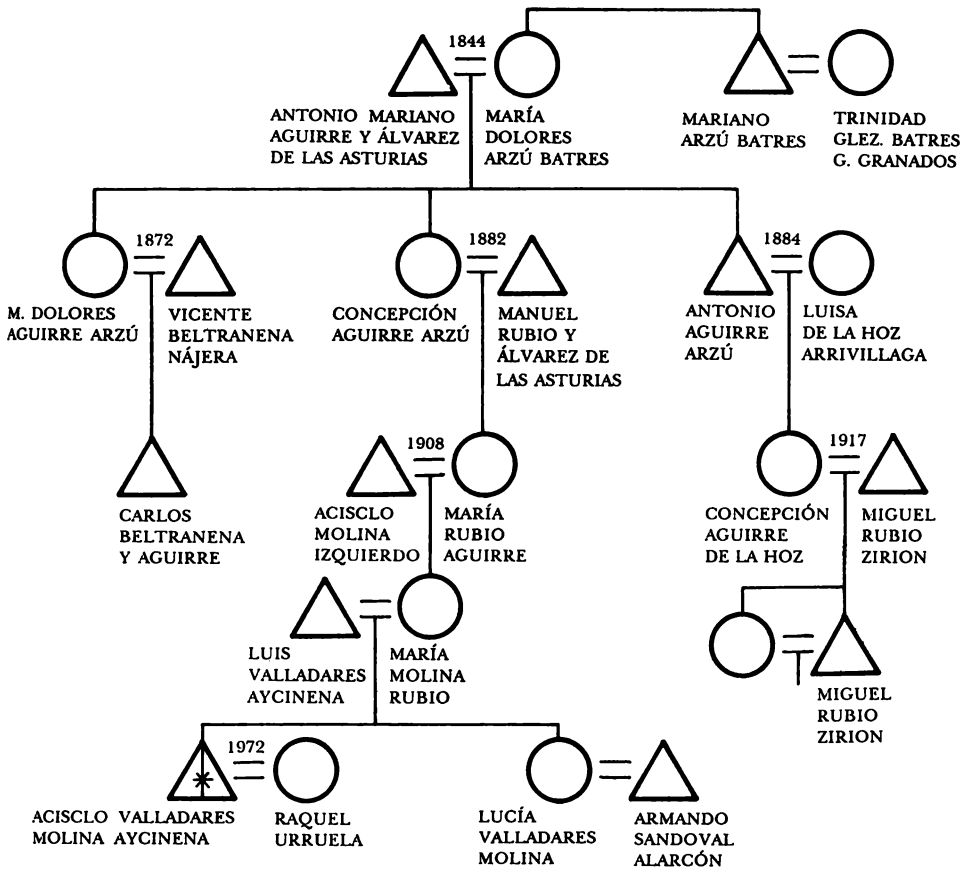 1844
ANTONIO MARIANO
AGUIRRE Y ÁLVAREZ
DE LAS ASTURIAS
MARÍA
DOLORES
ARZÚ BATRES
MARIANO
ARZÚ BATRES
TRINIDAD
GLEZ. BATRES
G. GRANADOS
1872
M. DOLORES
AGUIRRE ARZÚ
VICENTE
BELTRANENA
NÁJERA
1882
CONCEPCIÓN
AGUIRRE ARZÚ
MANUEL
RUBIO Y
ÁLVAREZ DE
LAS ASTURIAS
1884
ANTONIO
AGUIRRE
ARZÚ
LUISA
DE LA HOZ
ARRIVILLAGA
CARLOS
BELTRANENA
Y AGUIRRE
1908
ACISCLO
MOLINA
IZQUIERDO
MARÍA
RUBIO
AGUIRRE
1917
CONCEPCIÓN
AGUIRRE
DE LA HOZ
MIGUEL
RUBIO
ZIRION
LUIS
VALLADARES
AYCINENA
MARÍA
MOLINA
RUBIO
MIGUEL
RUBIO
ZIRION
1972
ACISCLO VALLADARES
MOLINA AYCINENA
RAQUEL
URRUELA
LUCÍA
VALLADARES
MOLINA
ARMANDO
SANDOVAL
ALARCÓN